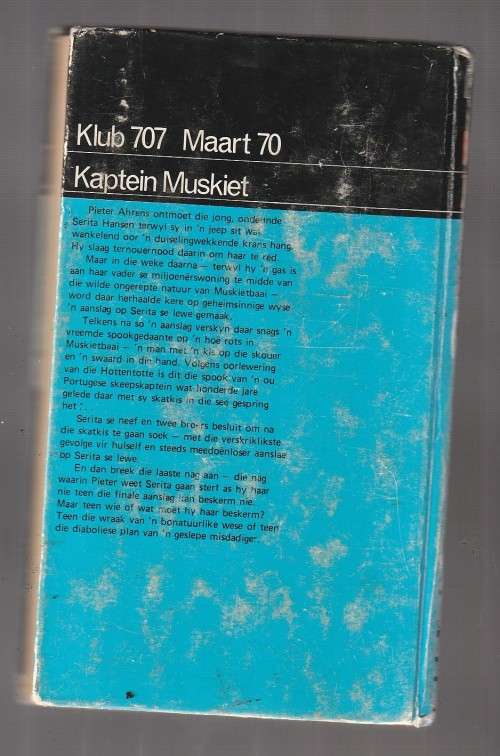 Klub 707 Maart 70
Kaptein Muskiet
Pieter Ahrens ontmoet die jong, ondeunde
Serita Hansen terwyl sy in 'n jeep sit wat
wankelend oor 'n duiselingwekkende krans hang.
Hy slaag ternouernood daarin om haar te red.
Maar in die weke daarna — terwyl hy 'n gas is
aan haar vader se miljoenêrswoning te midde van
die wilde ongerepte natuur van Muskietbaai —
word daar herhaalde kere op geheimsinnige wyse
'n aanslag op Serita se lewe gemaak.
Telkens na so 'n aanslag verskyn daar snags 'n
vreemde spookgedaante op 'n hoë rots in
Muskietbaai — 'n man met 'n kis op die skouer
en 'n swaard in die hand. Volgens oorlewering
van die Hottentotte is dit die spook van 'n ou
Portugese skeepskaptein wat honderde jare
gelede daar met sy skatkis in die see gespring
het.
Serita se neef en twee broers besluit om na
die skatkis te gaan soek — met die verskriklikste
gevolge vir hulself en steeds meedoënloser aanslae
op Serita se lewe.
En dan breek die laaste nag aan — die nag
waarin Pieter weet Serita gaan sterf as hy haar
nie teen die finale aanslag kan beskerm nie.
Maar teen wie of wat moet hy haar beskerm?
Teen die wraak van 'n bonatuurlike wese of teen
die diaboliese plan van 'n geslepe misdadiger.